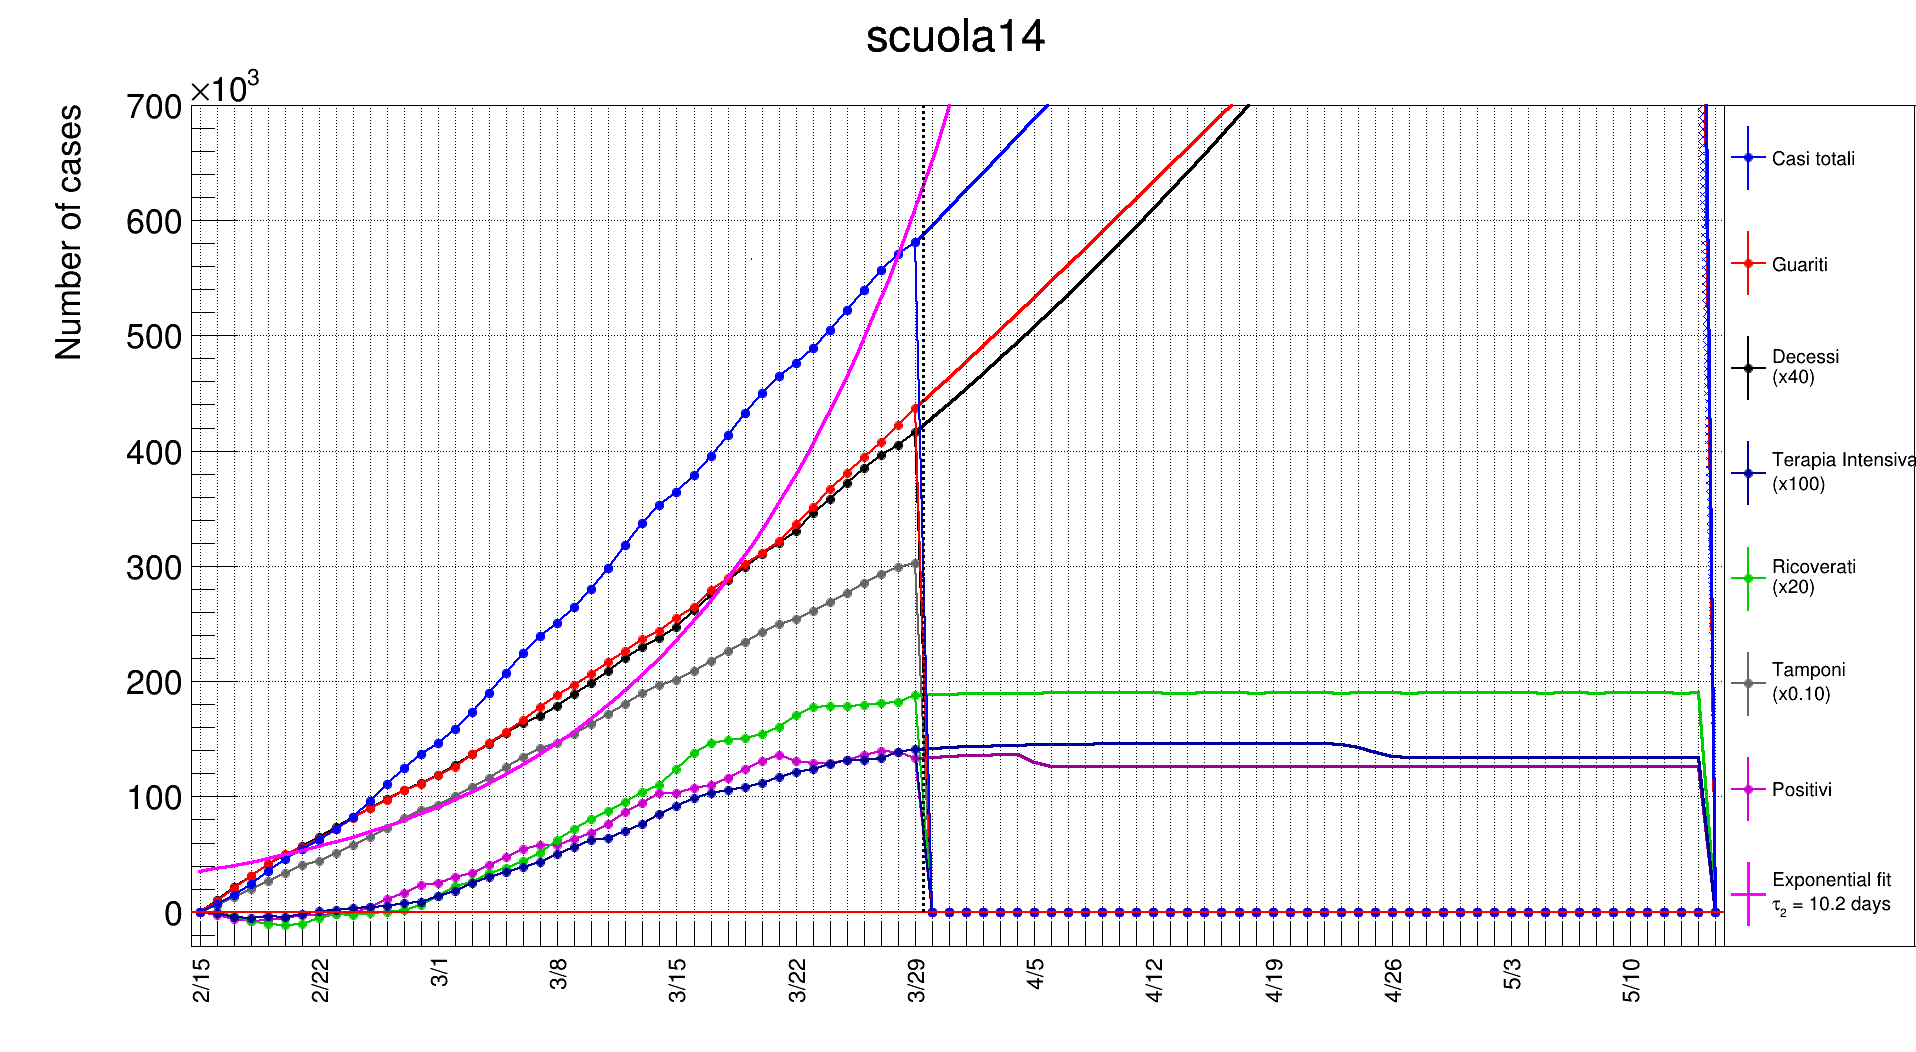 scuola14
×10³
Number of cases
700
600
500
400
300
200
100
0
2/15
2/22
3/1
3/8
3/15
3/22
3/29
4/5
4/12
4/19
4/26
5/3
5/10
Casi totali
Guariti
Decessi
(x40)
Terapia Intensiva
(x100)
Ricoverati
(x20)
Tamponi
(x0.10)
Positivi
Exponential fit
τ₂ = 10.2 days